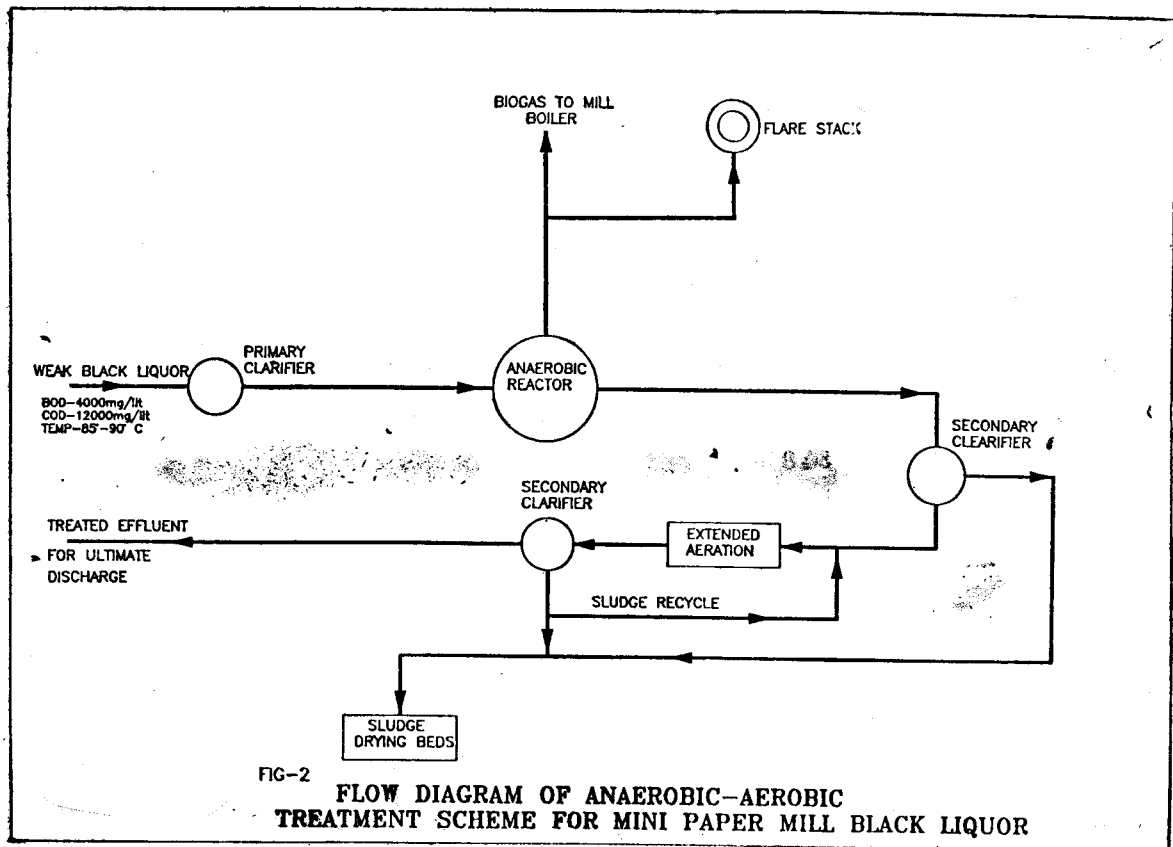 BIOGAS TO MILL
BOILER
FLARE STACK
PRIMARY
CLARIFIER
WEAK BLACK LIQUOR
BOD-4000mg/lit
COD-12000mg/lit
TEMP-85°-90° C
ANAEROBIC
REACTOR
SECONDARY
CLEARIFIER
SECONDARY
CLARIFIER
TREATED EFFLUENT
FOR ULTIMATE
DISCHARGE
EXTENDED
AERATION
SLUDGE RECYCLE
SLUDGE
DRYING BEDS
FIG-2
FLOW DIAGRAM OF ANAEROBIC-AEROBIC
TREATMENT SCHEME FOR MINI PAPER MILL BLACK LIQUOR